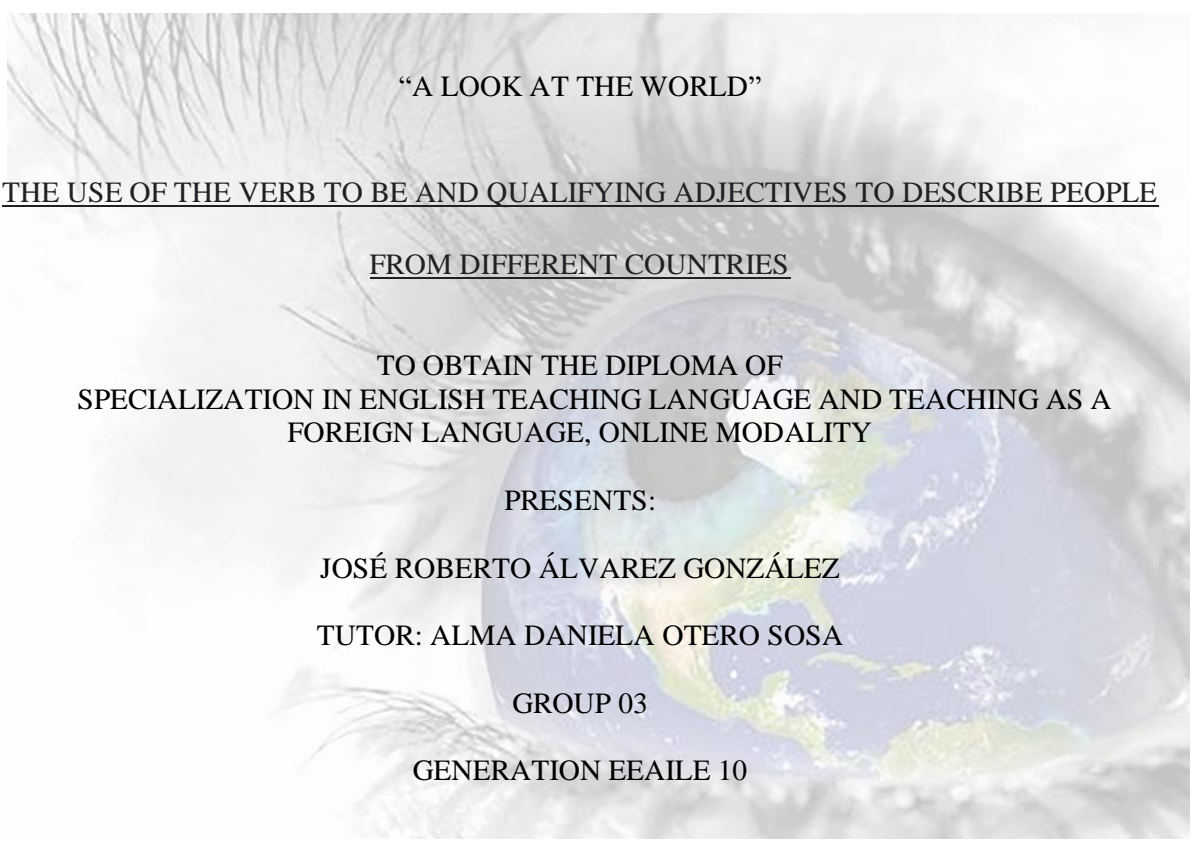 “A LOOK AT THE WORLD”
THE USE OF THE VERB TO BE AND QUALIFYING ADJECTIVES TO DESCRIBE PEOPLE
FROM DIFFERENT COUNTRIES
TO OBTAIN THE DIPLOMA OF
SPECIALIZATION IN ENGLISH TEACHING LANGUAGE AND TEACHING AS A
FOREIGN LANGUAGE, ONLINE MODALITY
PRESENTS:
JOSÉ ROBERTO ÁLVAREZ GONZÁLEZ
TUTOR: ALMA DANIELA OTERO SOSA
GROUP 03
GENERATION EEAILE 10